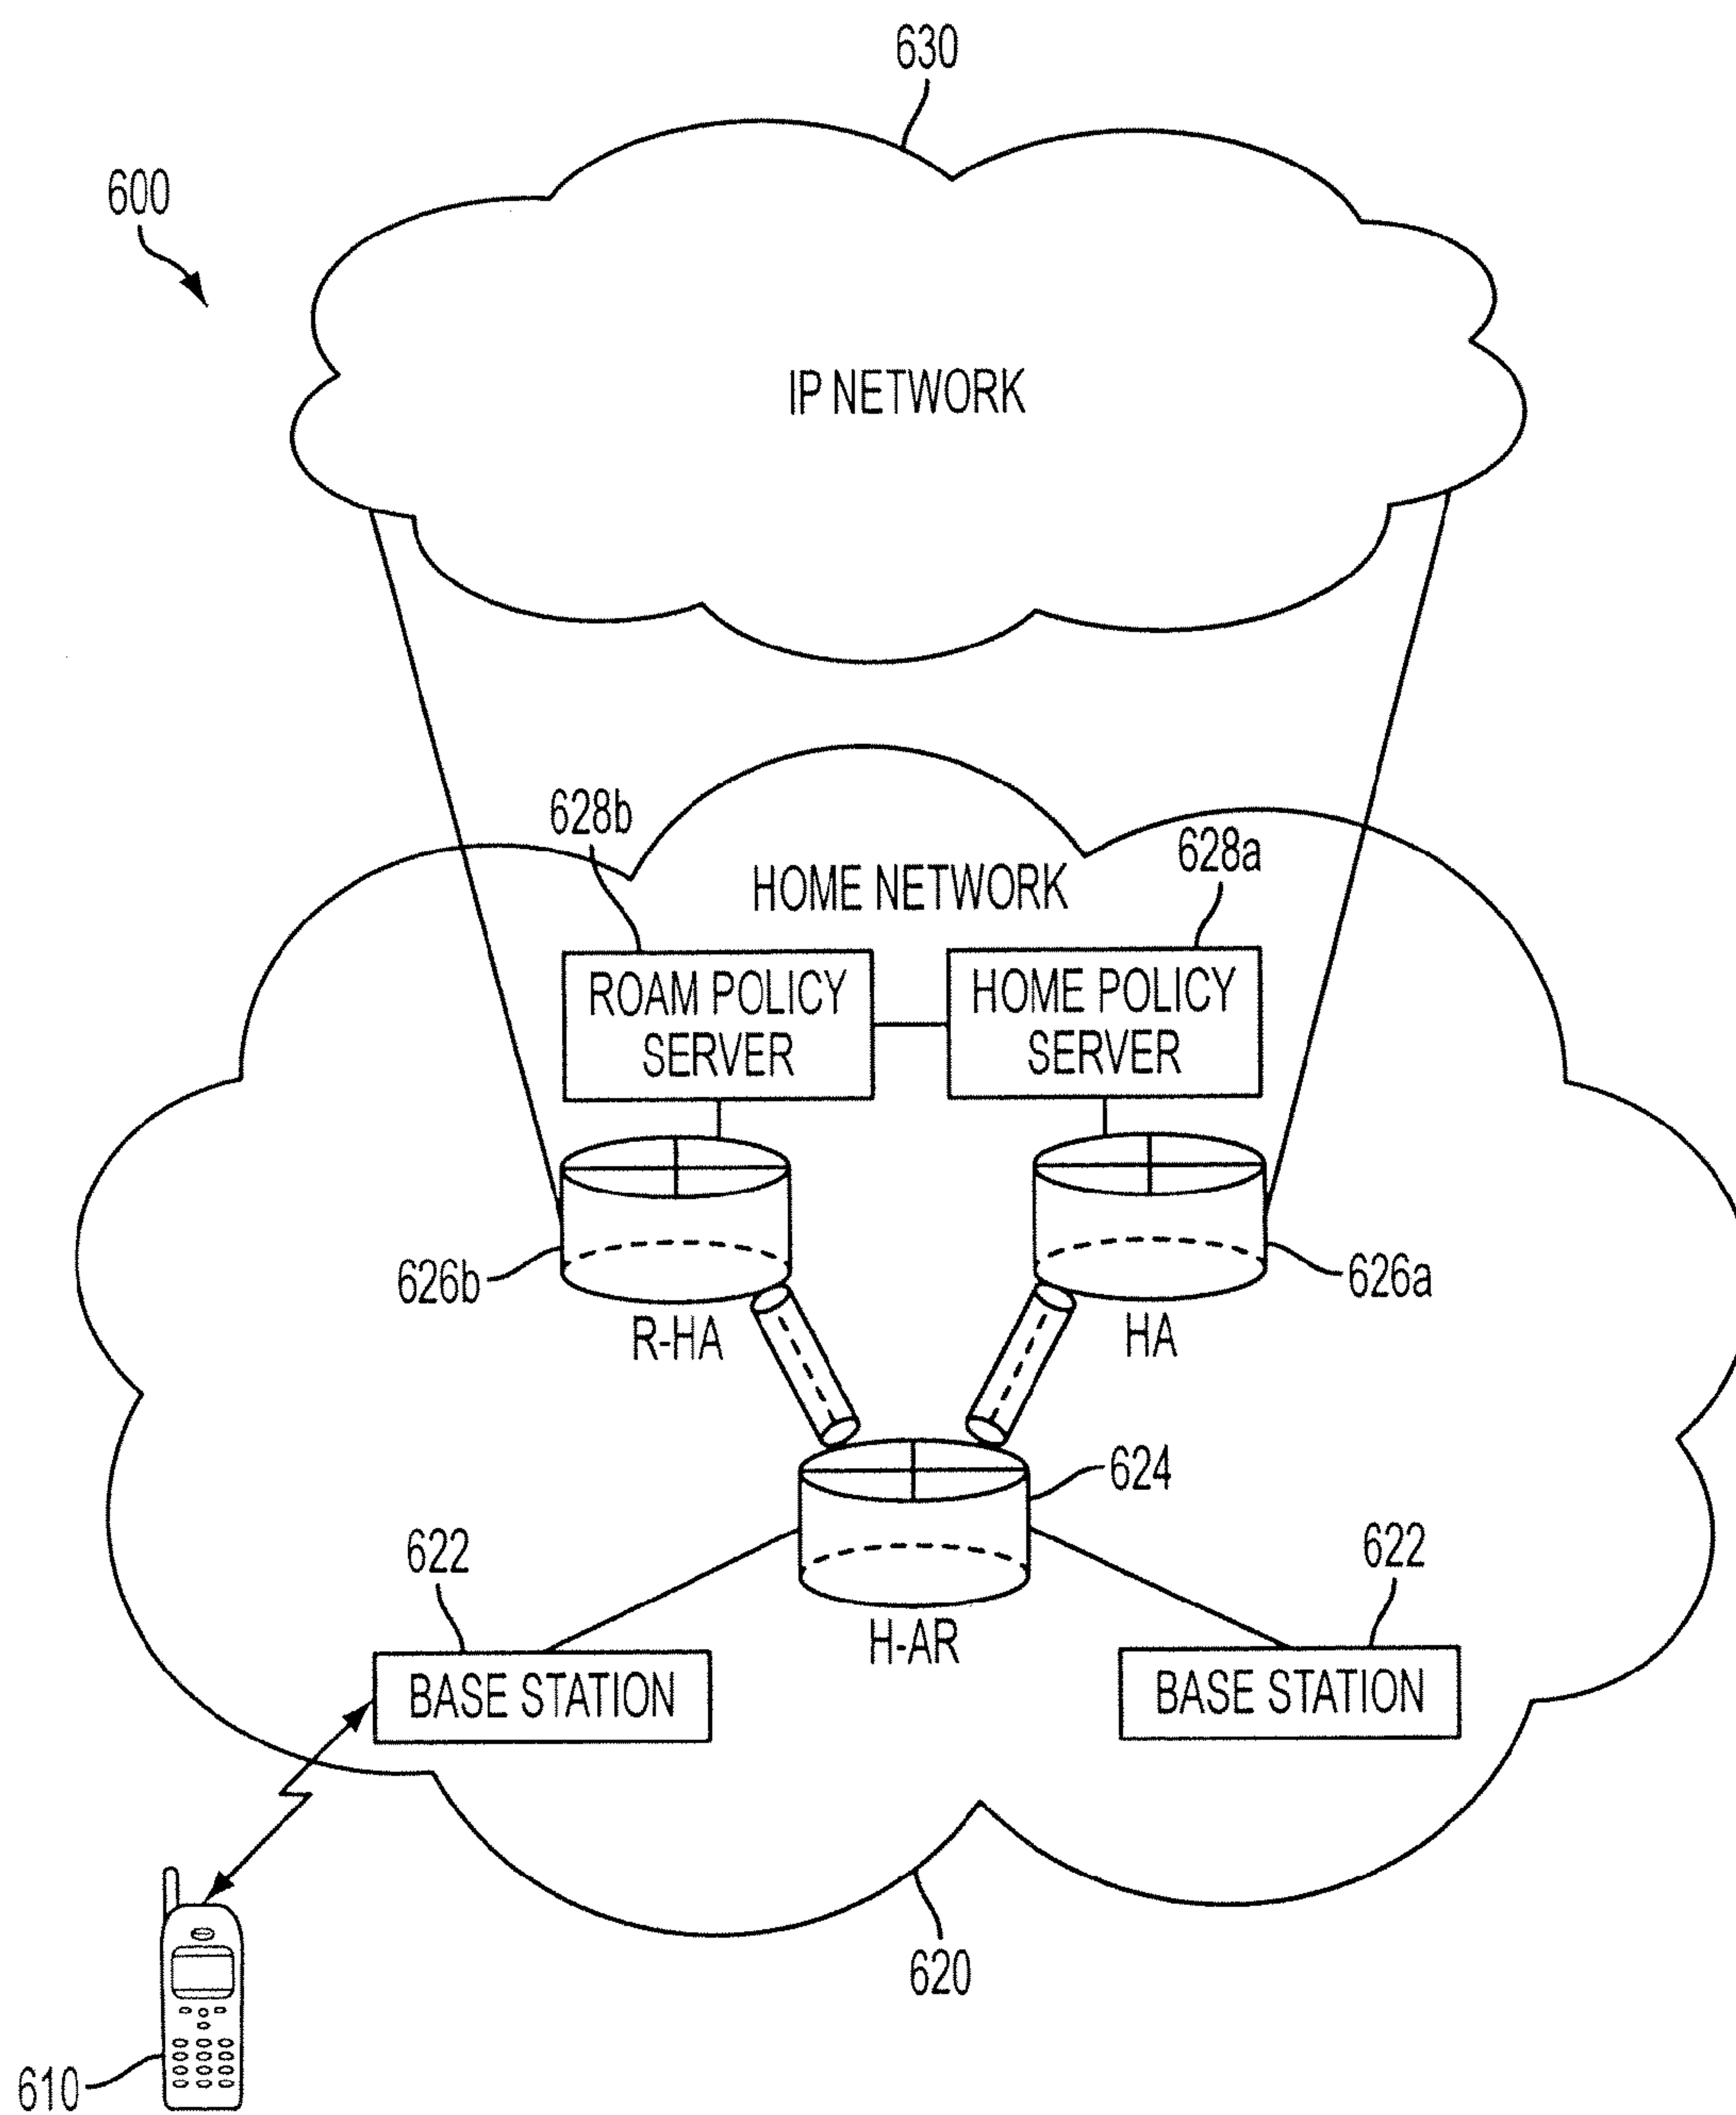 630
600
IP NETWORK
628b
628a
HOME NETWORK
ROAM POLICY
SERVER
HOME POLICY
SERVER
626b
626a
R-HA
HA
624
622
622
H-AR
BASE STATION
BASE STATION
620
610